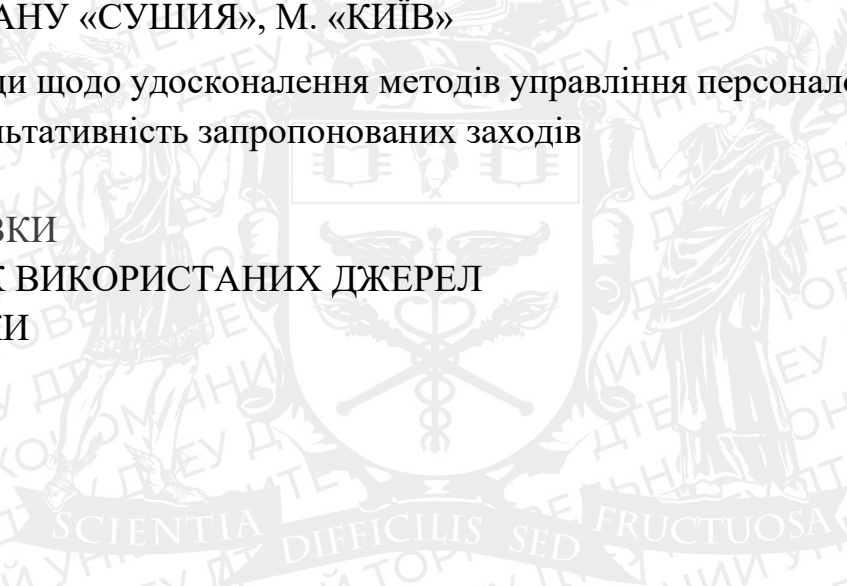 АНУ «СУШИЯ», М. «КИЇВ»
ди щодо удосконалення методів управління персонало
льтативність запропонованих заходів
ВКИ
К ВИКОРИСТАНИХ ДЖЕРЕЛ
КИ
SCIENTIA DIFFICILIS SED FRUCTUOSA